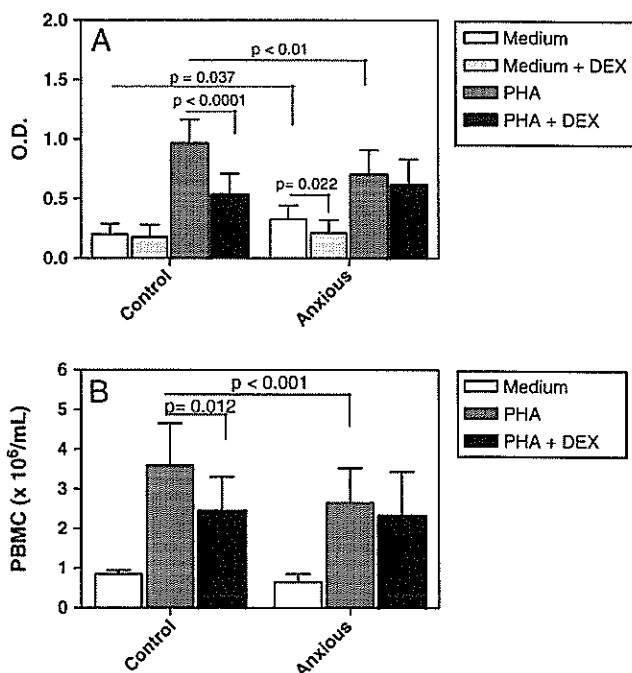 A
2.0
1.5
1.0
0.5
0.0
O.D.
p < 0.01
p = 0.037
p < 0.0001
p= 0.022
Control
Anxious
Medium
Medium + DEX
PHA
PHA + DEX
B
6
5
4
3
2
1
0
PBMC (x 10⁶/mL)
p < 0.001
p= 0.012
Control
Anxious
Medium
PHA
PHA + DEX